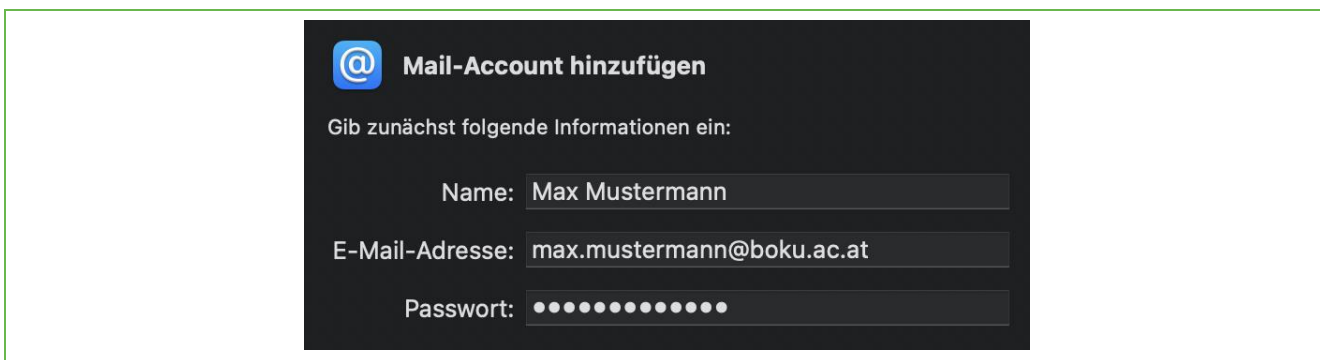 Mail-Account hinzufügen
Gib zunächst folgende Informationen ein:
Name: Max Mustermann
E-Mail-Adresse: max.mustermann@boku.ac.at
Passwort: ●●●●●●●●●●●●●